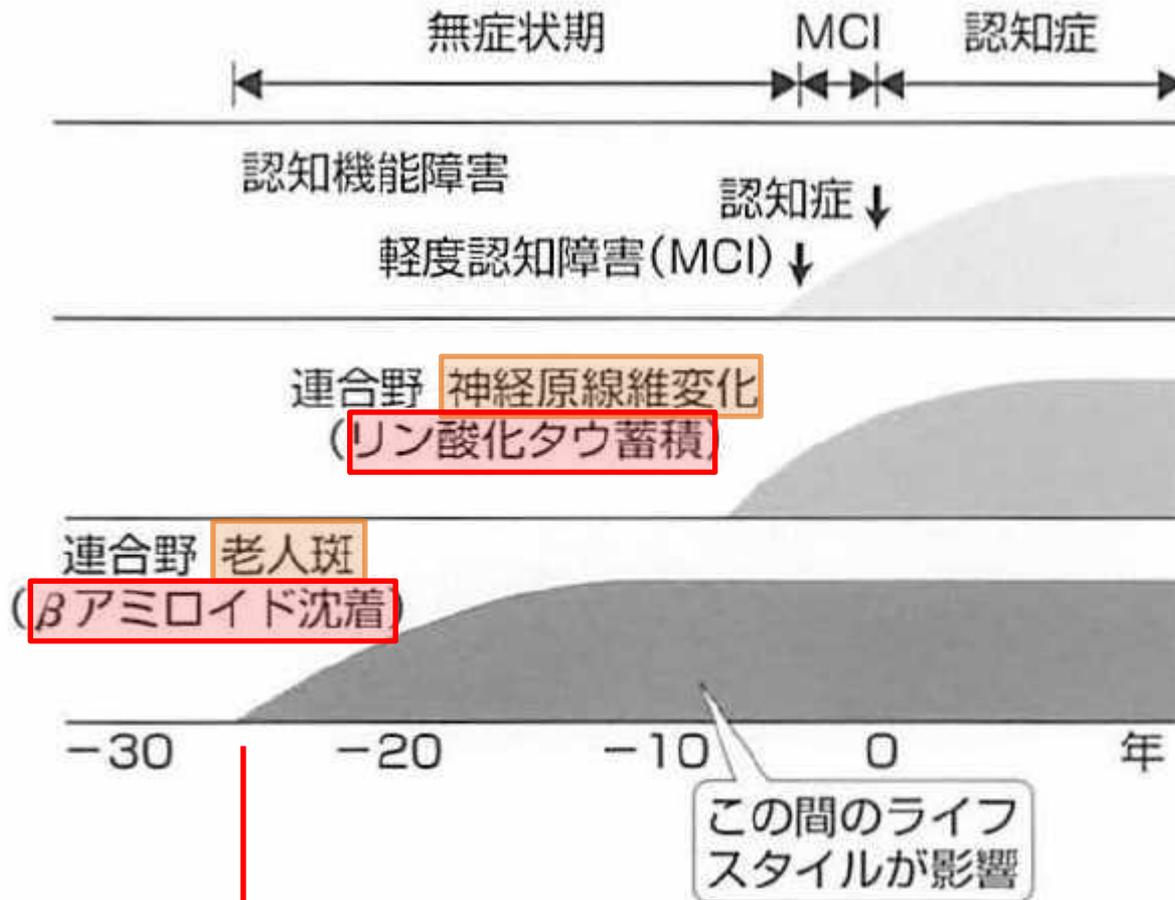 無症状期 MCI 認知症
認知機能障害
認知症
軽度認知障害(MCI)
連合野 神経原線維変化
(リン酸化タウ蓄積)
連合野 老人斑
(βアミロイド沈着)
−30 −20 −10 0 年
この間のライフ
スタイルが影響